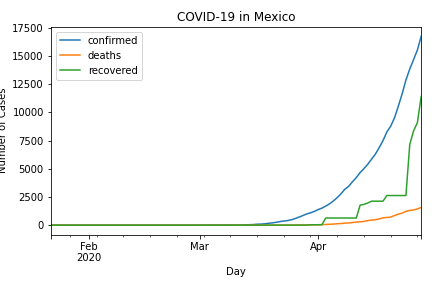 COVID-19 in Mexico
confirmed
deaths
recovered
17500
15000
12500
10000
7500
5000
2500
0
Number of Cases
Feb
2020
Mar
Apr
Day